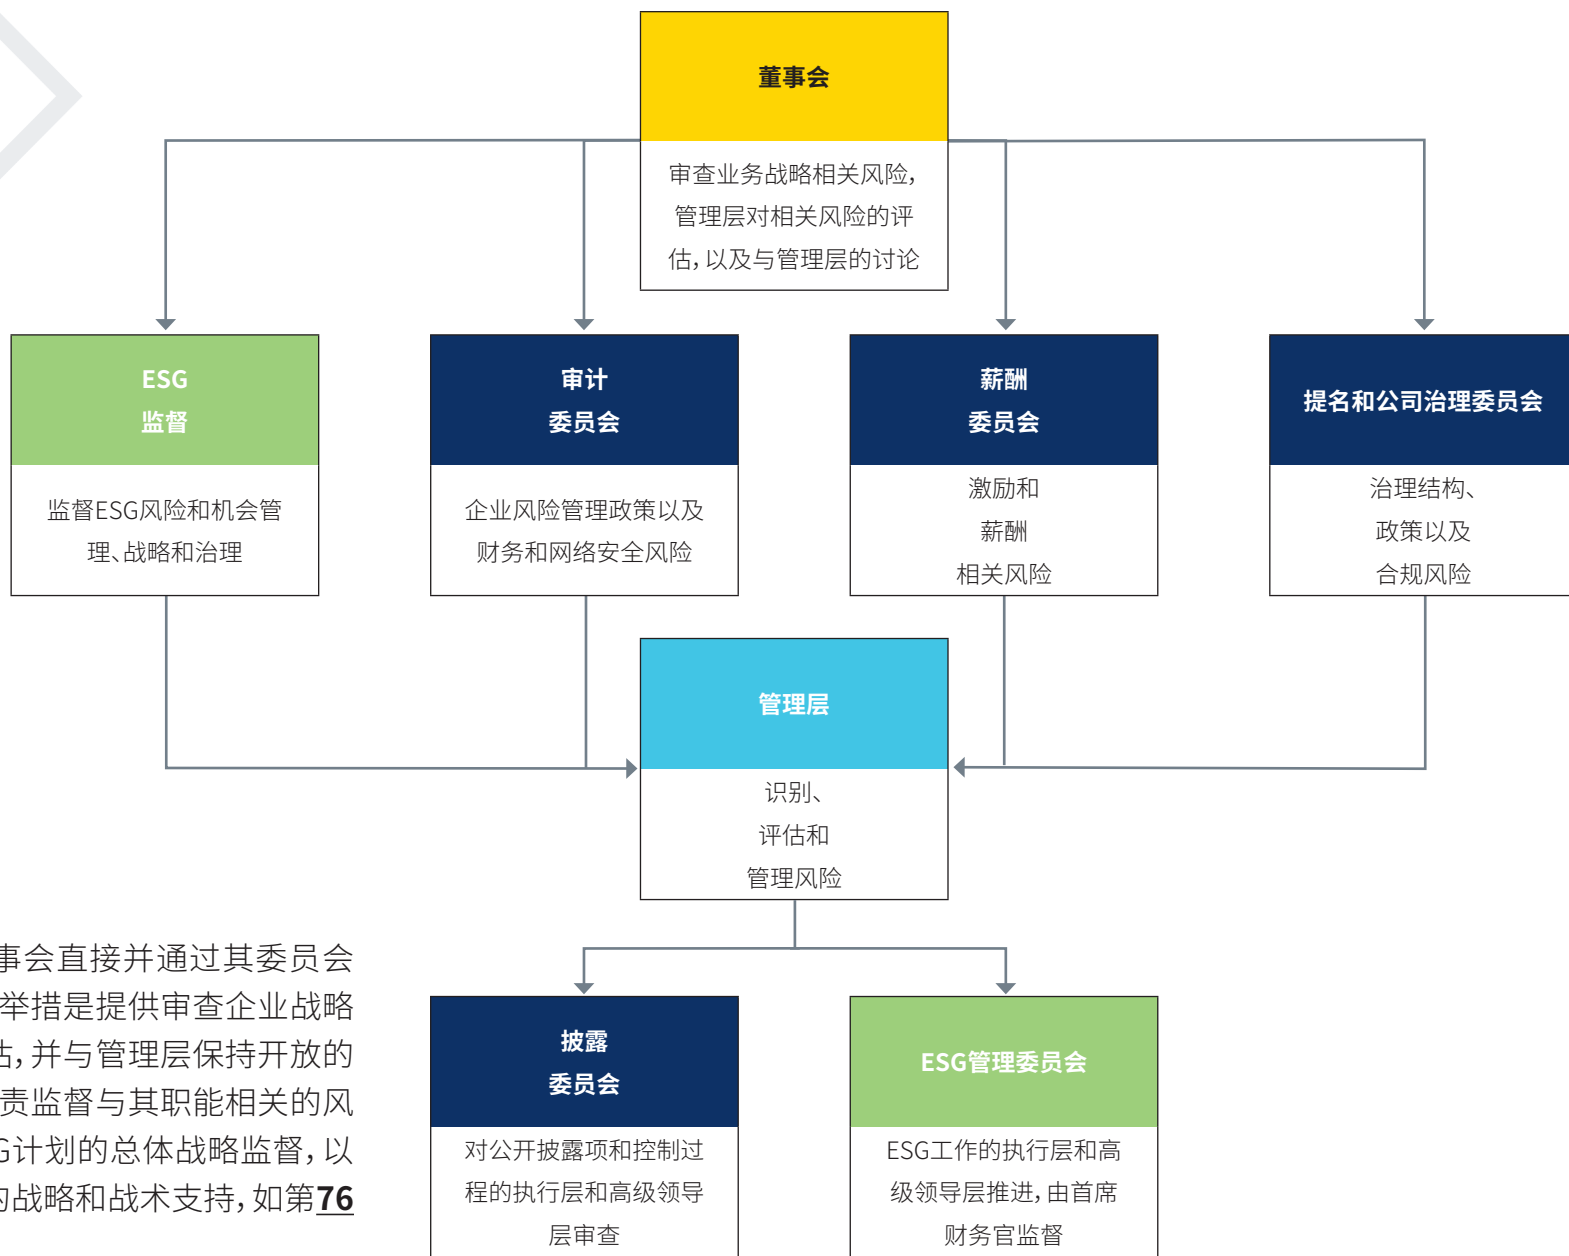 董事会
审查业务战略相关风险，
管理层对相关风险的评
估，以及与管理层的讨论
ESG
监督
监督ESG风险和机会管
理、战略和治理
审计
委员会
企业风险管理政策以及
财务和网络安全风险
薪酬
委员会
激励和
薪酬
相关风险
提名和公司治理委员会
治理结构、
政策以及
合规风险
管理层
识别、
评估和
管理风险
事会直接并通过其委员会
举措是提供审查企业战略
估，并与管理层保持开放的
责监督与其职能相关的风
G计划的总体战略监督，以
的战略和战术支持，如第76
披露
委员会
对公开披露项和控制过
程的执行层和高级领导
层审查
ESG管理委员会
ESG工作的执行层和高
级领导层推进，由首席
财务官监督